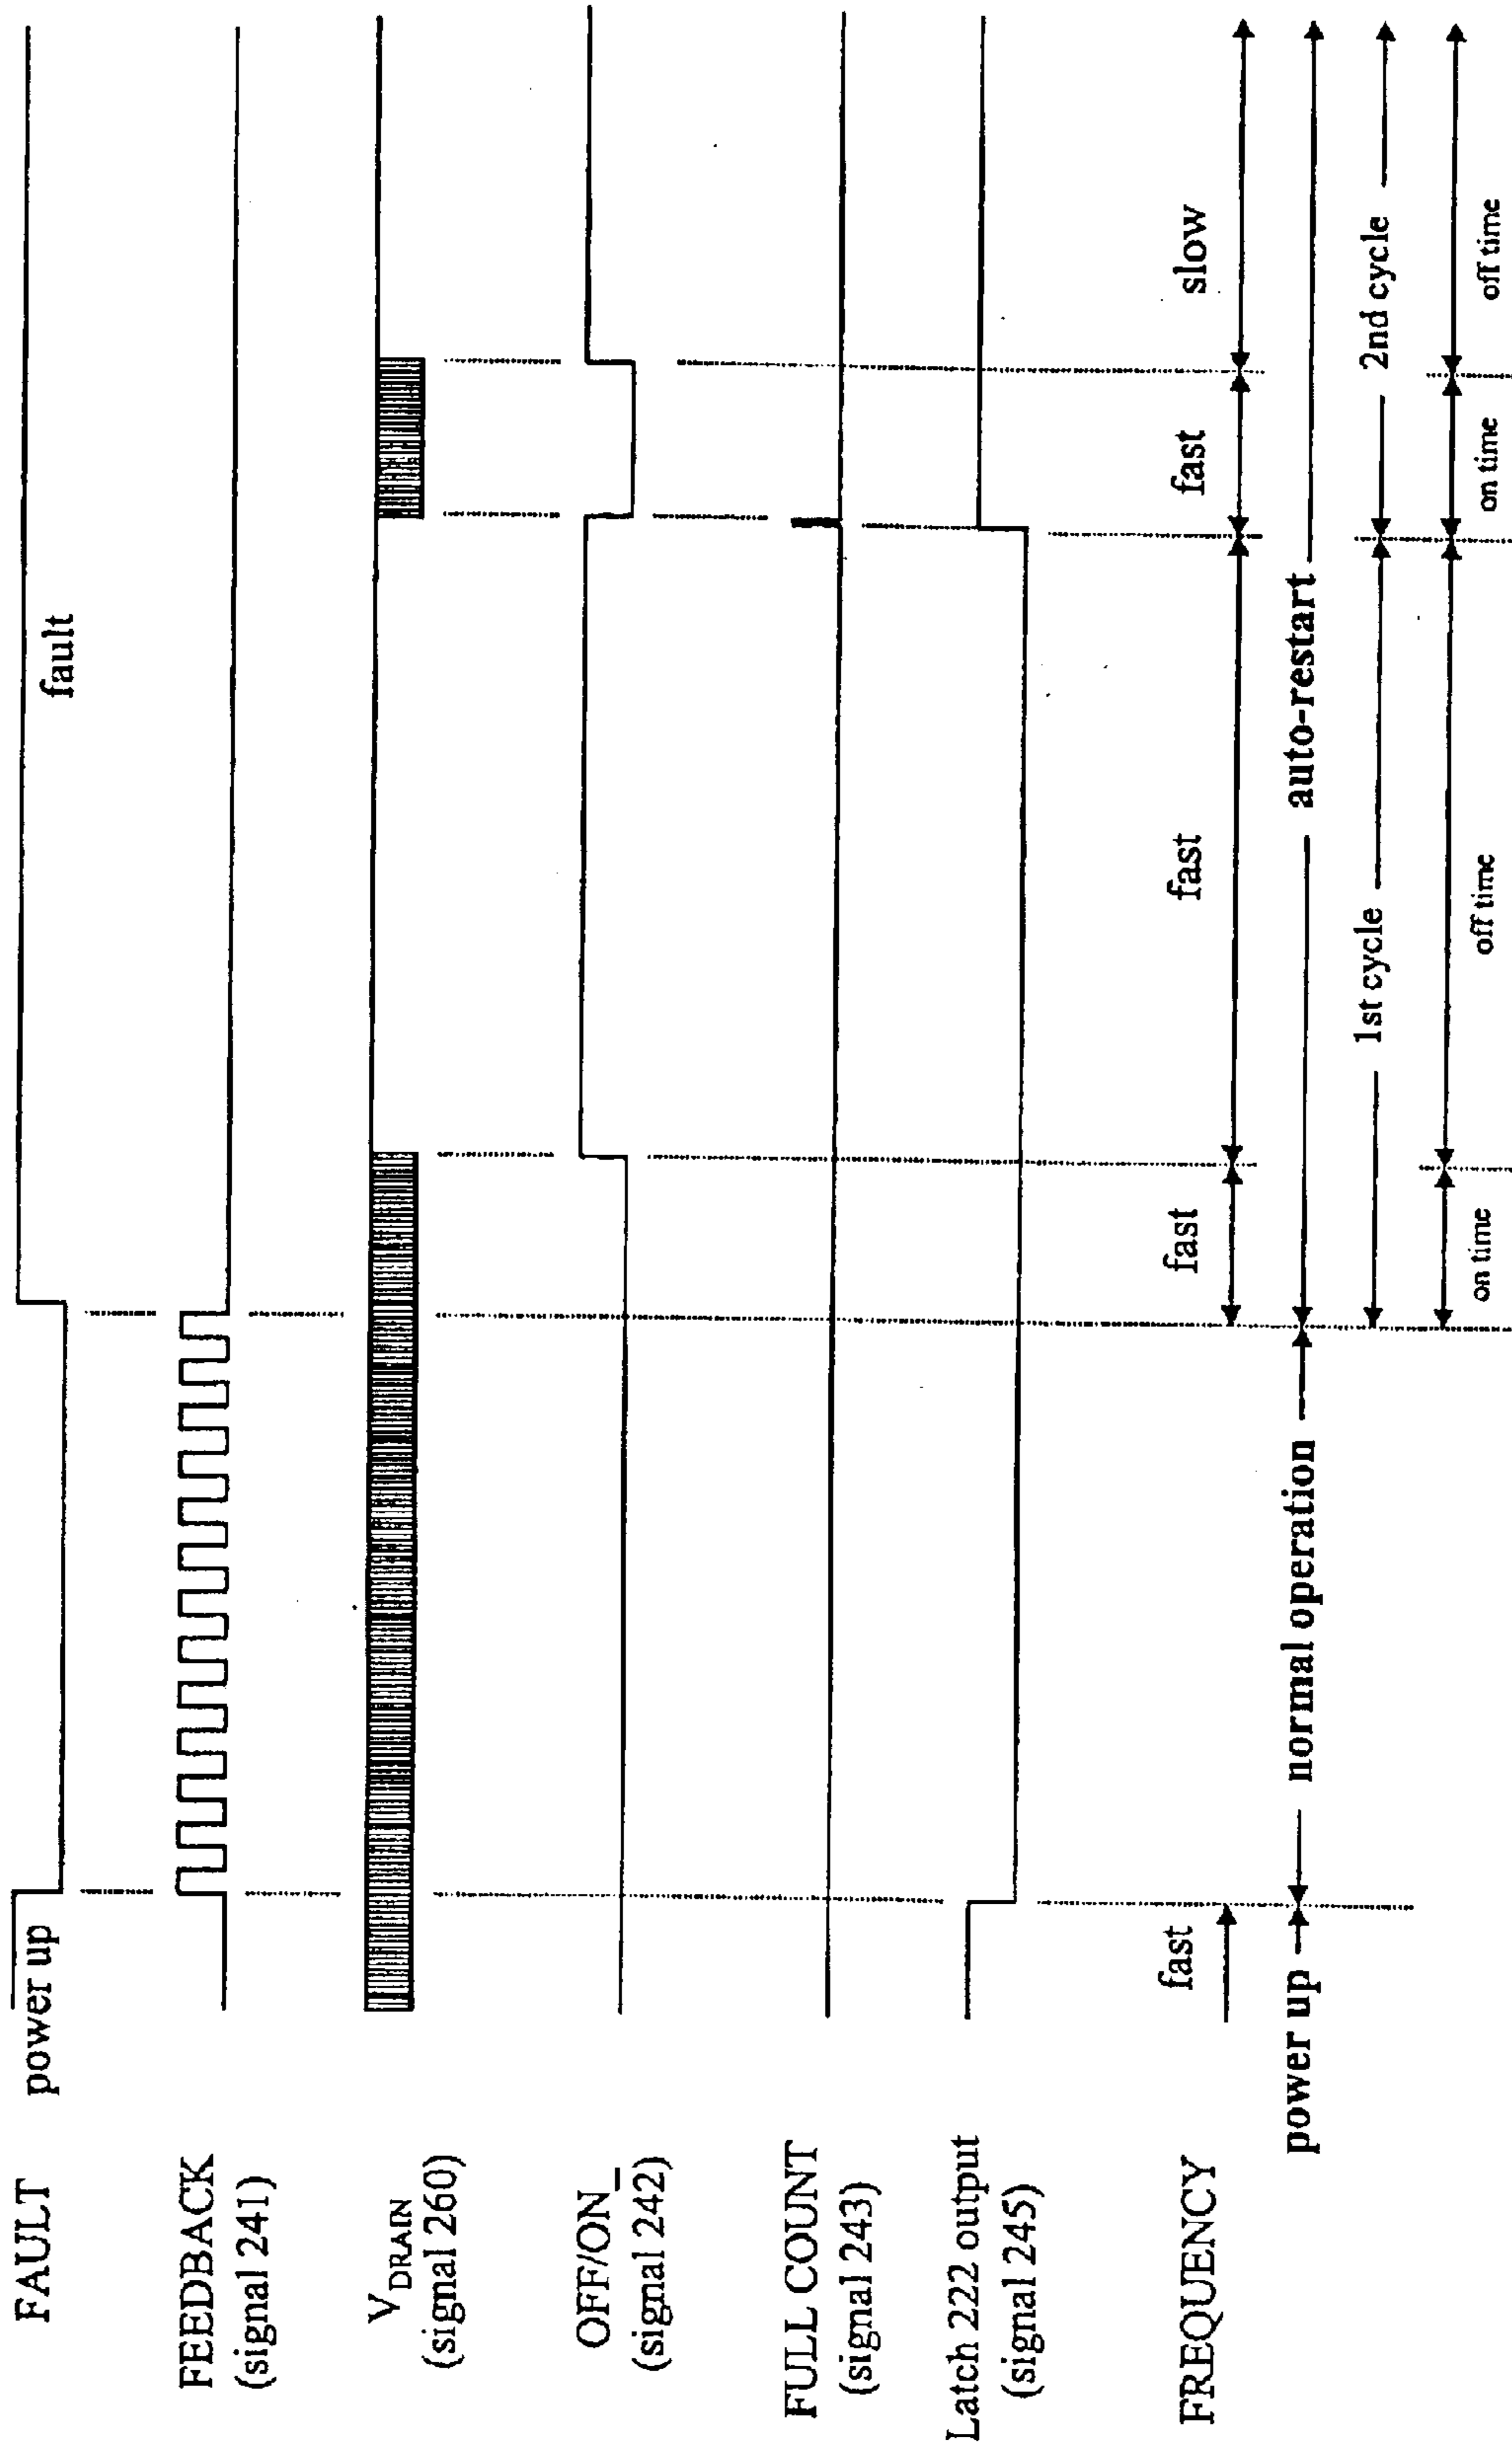 FAULT
power up
fault
FEEDBACK
(signal 241)
VDRAIN
(signal 260)
OFF/ON_
(signal 242)
FULL COUNT
(signal 243)
Latch 222 output
(signal 245)
FREQUENCY
fast
fast
fast
fast
slow
power up
normal operation
auto-restart
1st cycle
2nd cycle
on time
off time
on time
off time